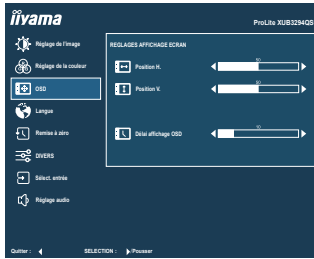 iiyama
ProLite XUB3294QS
Réglage de l'image
REGLAGES AFFICHAGE ECRAN
Réglage de la couleur
Position H.
50
OSD
Position V.
50
Langue
Remise à zéro
Délai affichage OSD
10
DIVERS
Sélect. entrée
Réglage audio
Quitter :
SELECTION : /Pousser